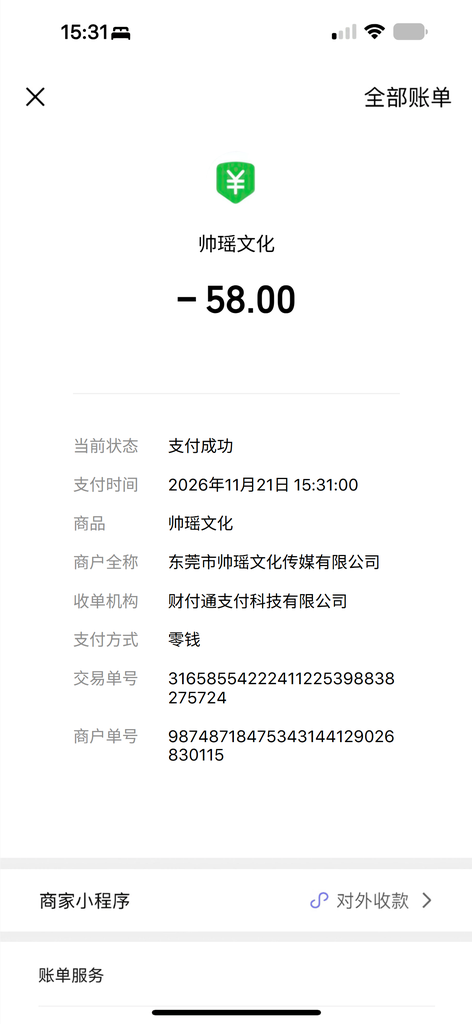 15:31
全部账单
帅瑶文化
- 58.00
当前状态 支付成功
支付时间 2026年11月21日 15:31:00
商品 帅瑶文化
商户全称 东莞市帅瑶文化传媒有限公司
收单机构 财付通支付科技有限公司
支付方式 零钱
交易单号 31658554222411225398838
275724
商户单号 98748718475343144129026
830115
商家小程序 对外收款
账单服务